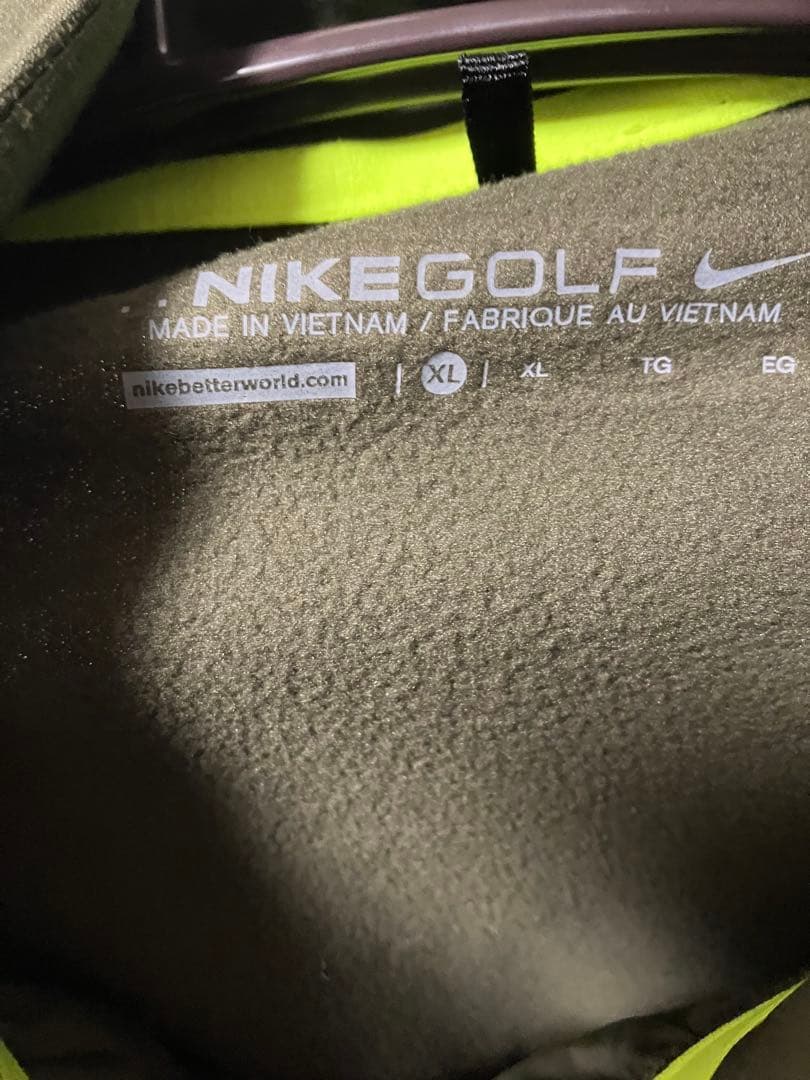 NIKEGOLF
MADE IN VIETNAM / FABRIQUE AU VIETNAM
nikebetterworld.com | XL | XL TG EG